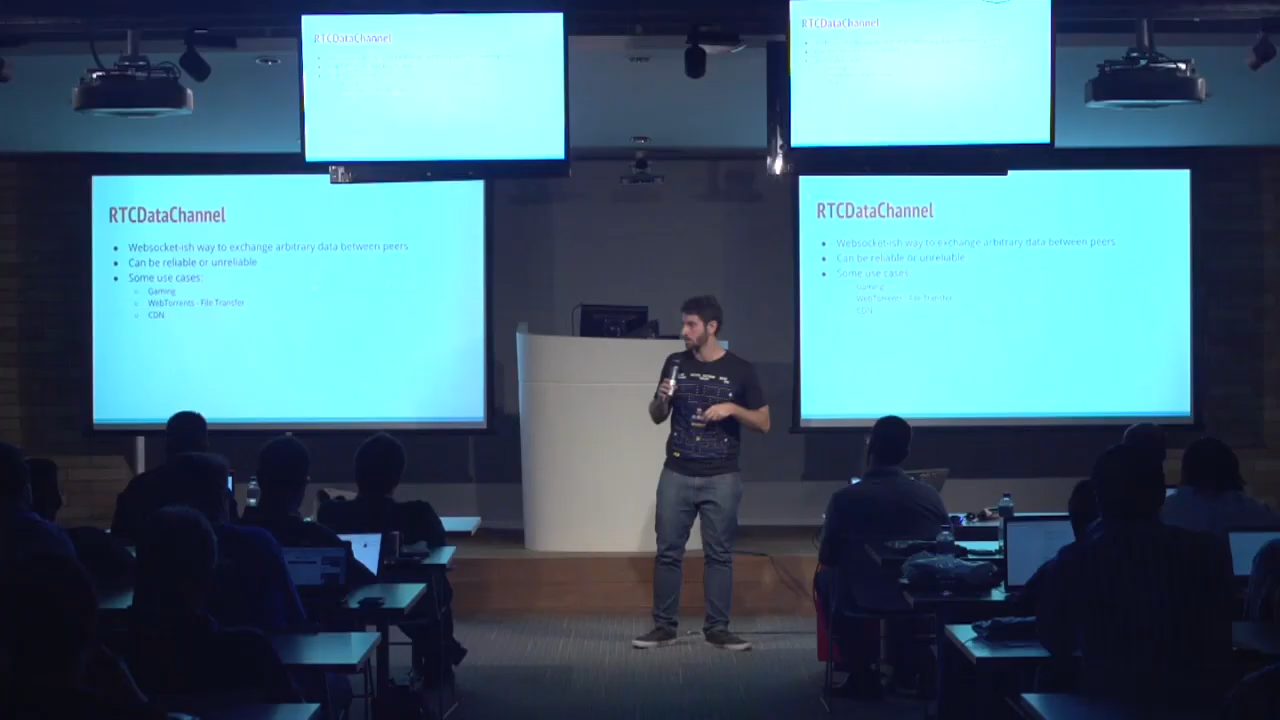 RTCDataChannel
RTCDataChannel
RTCDataChannel
● Websocket-ish way to exchange arbitrary data between peers
● Can be reliable or unreliable
● Some use cases:
○ Gaming
○ WebTorrents - File Transfer
○ CDN
RTCDataChannel
● Websocket-ish way to exchange arbitrary data between peers
● Can be reliable or unreliable
● Some use cases:
Gaming
WebTorrents - File Transfer
CDN